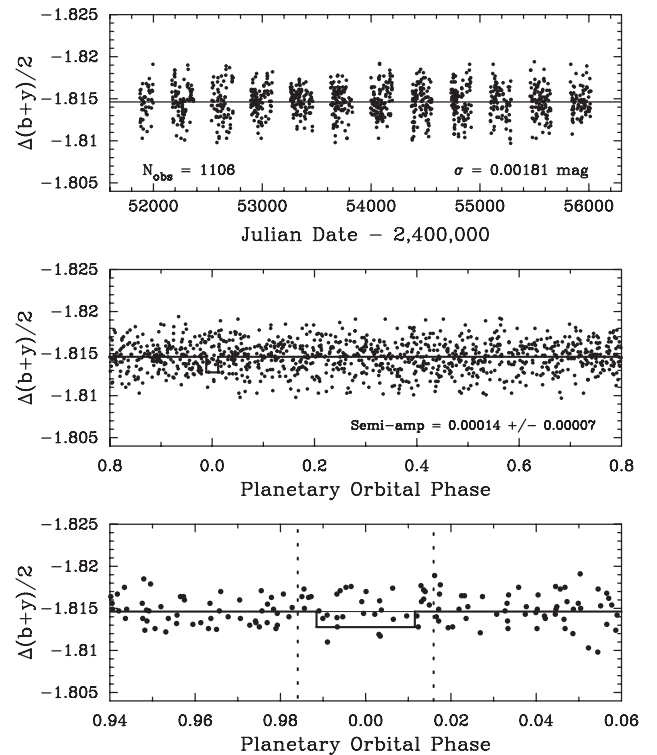 −1.825
−1.82
−1.815
−1.81
−1.805
Δ(b+y)/2
N_obs = 1106
σ = 0.00181 mag
52000 53000 54000 55000 56000
Julian Date − 2,400,000
−1.825
−1.82
−1.815
−1.81
−1.805
Δ(b+y)/2
Semi-amp = 0.00014 +/- 0.00007
0.8 0.0 0.2 0.4 0.6 0.8
Planetary Orbital Phase
−1.825
−1.82
−1.815
−1.81
−1.805
Δ(b+y)/2
0.94 0.96 0.98 0.00 0.02 0.04 0.06
Planetary Orbital Phase